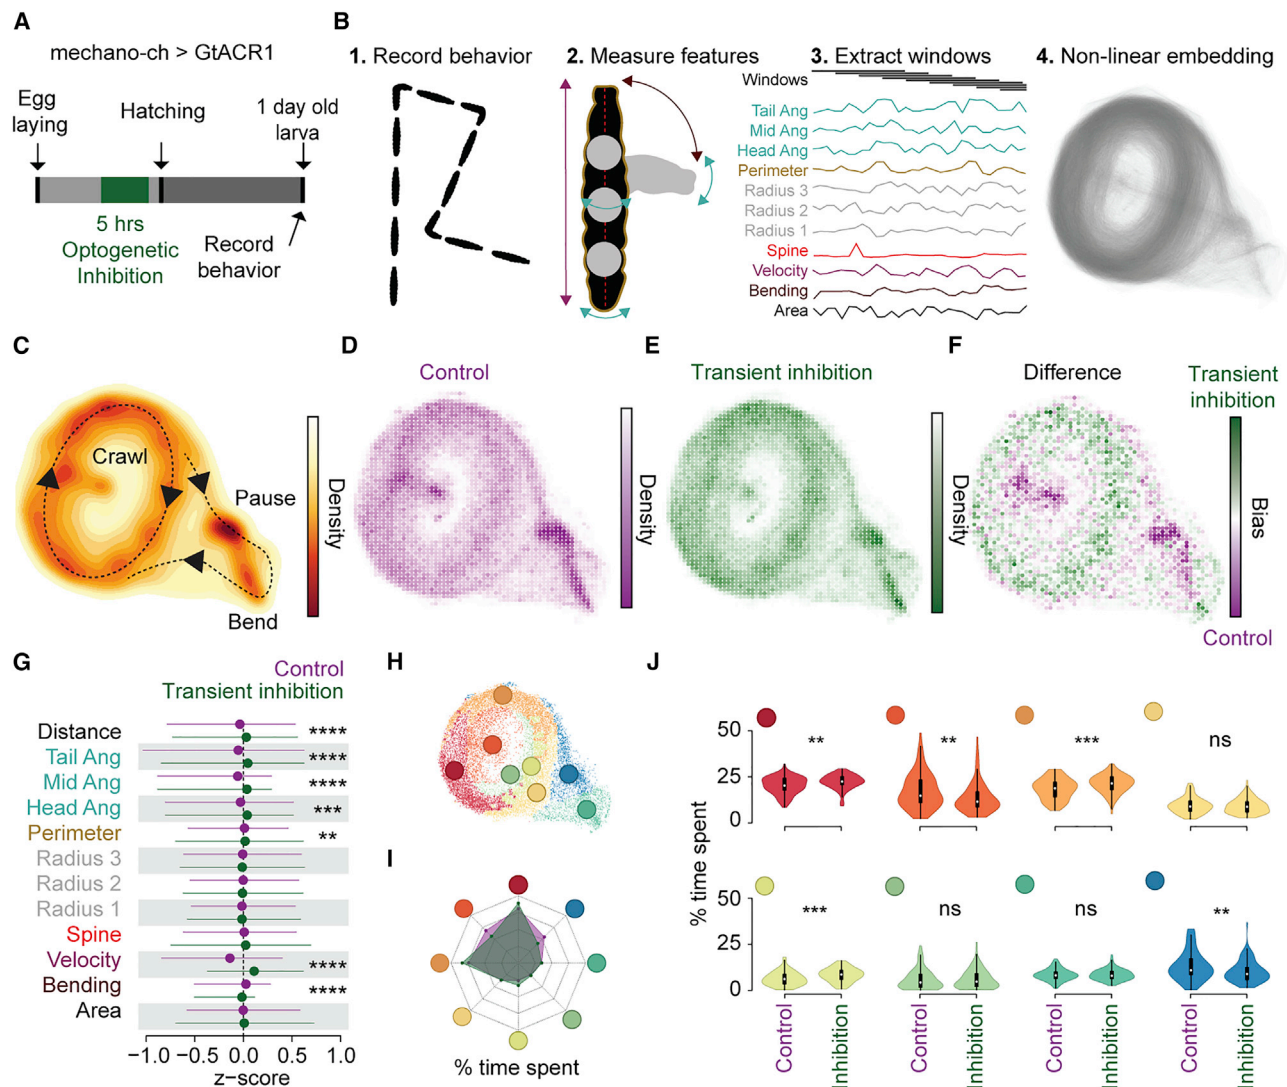 A
mechano-ch > GtACR1
Egg
laying
Hatching
1 day old
larva
5 hrs
Optogenetic
Inhibition
Record
behavior
B
1. Record behavior
2. Measure features
3. Extract windows
4. Non-linear embedding
Windows
Tail Ang
Mid Ang
Head Ang
Perimeter
Radius 3
Radius 2
Radius 1
Spine
Velocity
Bending
Area
C
Crawl
Pause
Bend
Density
D
Control
Density
E
Transient inhibition
Density
F
Difference
Transient
inhibition
Bias
Control
G
Control
Transient inhibition
Distance
****
Tail Ang
****
Mid Ang
****
Head Ang
***
Perimeter
**
Radius 3
Radius 2
Radius 1
Spine
Velocity
****
Bending
****
Area
−1.0 −0.5 0.0 0.5 1.0
z−score
H
I
% time spent
J
% time spent
50
25
0
**
**
***
ns
50
25
0
***
ns
ns
**
Control
Inhibition
Control
Inhibition
Control
Inhibition
Control
Inhibition